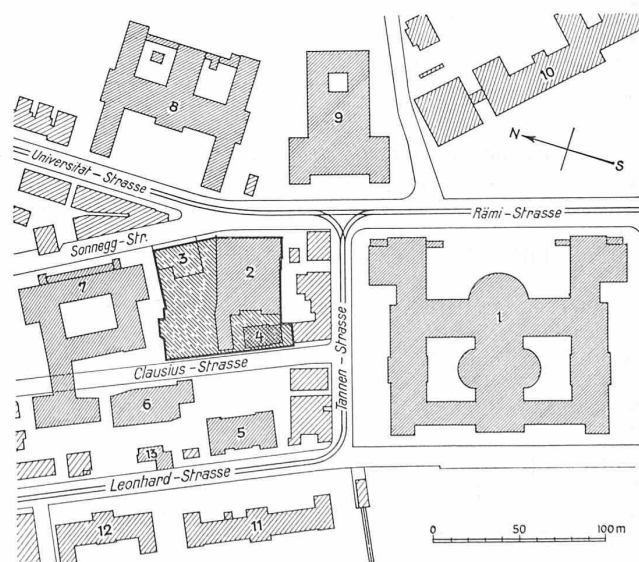 8
9
10
N
S
Universität-Strasse
Rämi-Strasse
Sonnegg-Str.
3
2
7
1
4
Clausius-Strasse
Tannen-Strasse
6
5
13
Leonhard-Strasse
12
11
0 50 100 m